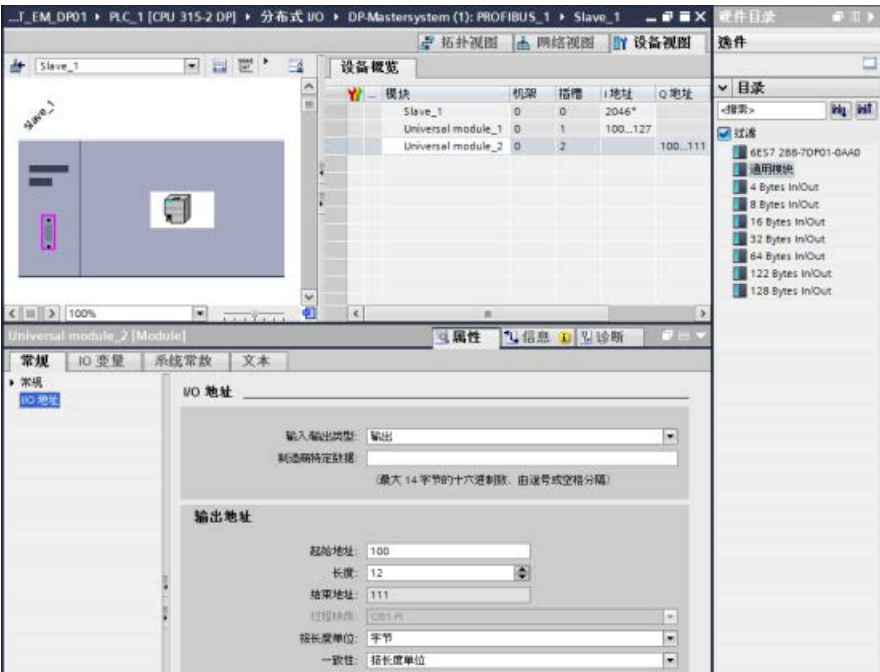 ...T_EM_DP01 ▸ PLC_1 [CPU 315-2 DP] ▸ 分布式 I/O ▸ DP-Mastersystem (1): PROFIBUS_1 ▸ Slave_1
硬件目录
拓扑视图 网络视图 设备视图
选件
Slave_1
设备概览
目录
... 模块 机架 插槽 I地址 Q地址
<搜索>
Slave_1 0 0 2046*
Slave_1
过滤
Universal module_1 0 1 100...127
6ES7 288-7DP01-0AA0
Universal module_2 0 2 100...111
通用模块
4 Bytes In/Out
8 Bytes In/Out
16 Bytes In/Out
32 Bytes In/Out
64 Bytes In/Out
122 Bytes In/Out
128 Bytes In/Out
100%
Universal module_2 [Module]
属性 信息 诊断
常规 IO 变量 系统常数 文本
常规
I/O 地址
I/O 地址
输入/输出类型: 输出
制造商特定数据:
(最大 14 字节的十六进制数，由逗号或空格分隔)
输出地址
起始地址: 100
长度: 12
结束地址: 111
过程映像: OB1-PI
按长度单位: 字节
一致性: 按长度单位